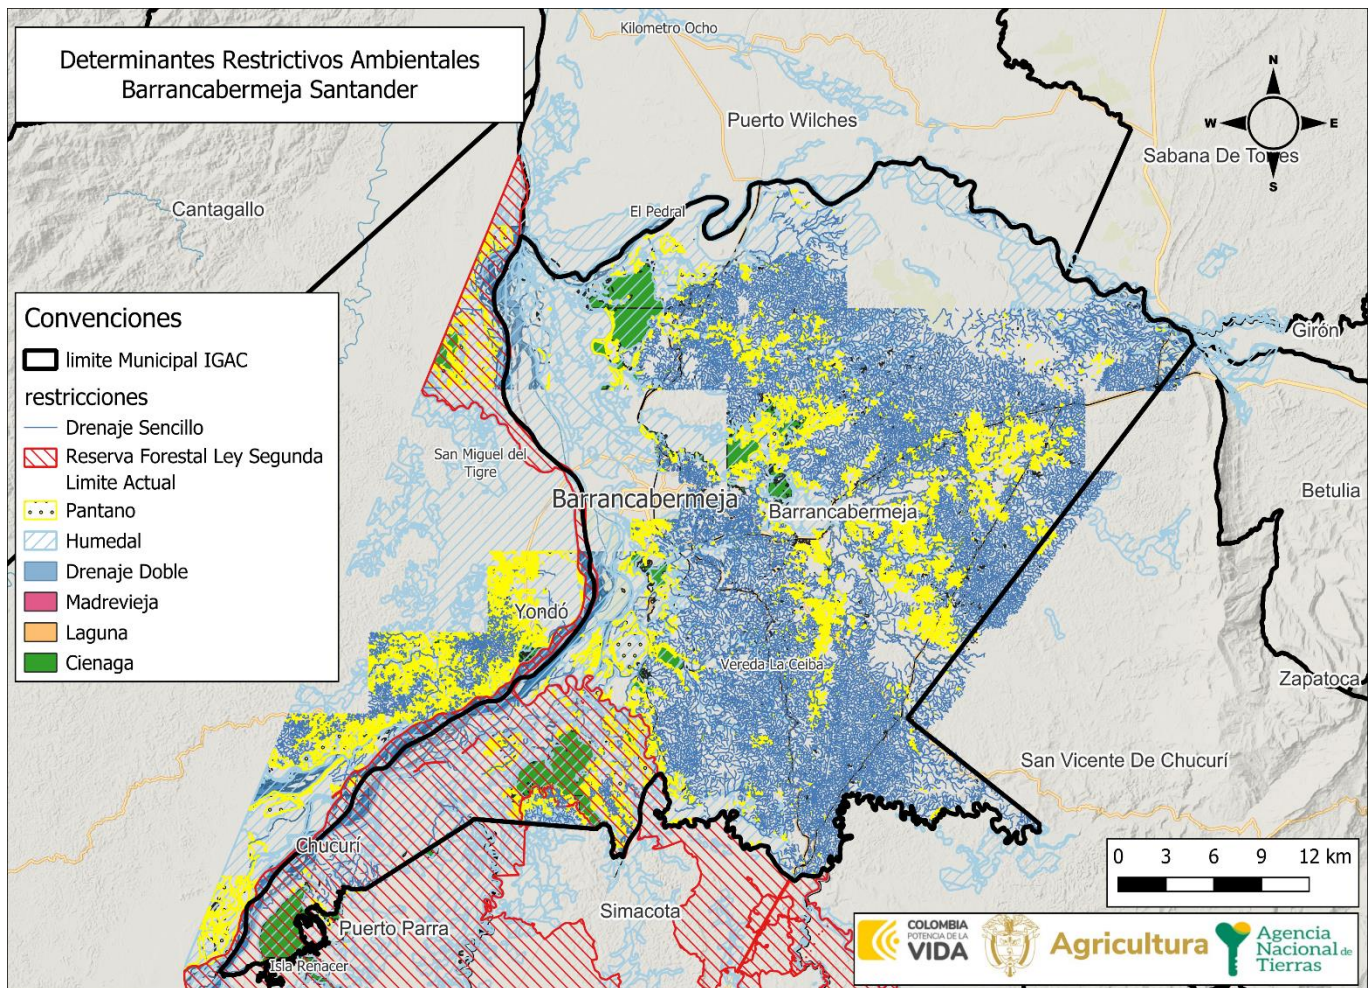 Determinantes Restrictivos Ambientales
Barrancabermeja Santander
Kilometro Ocho
Puerto Wilches
N
W
E
S
Sabana De Torres
Cantagallo
El Pedral
Girón
Convenciones
limite Municipal IGAC
restricciones
Drenaje Sencillo
Reserva Forestal Ley Segunda
Limite Actual
Pantano
Humedal
Drenaje Doble
Madrevieja
Laguna
Cienaga
San Miguel del
Tigre
Barrancabermeja
Barrancabermeja
Betulia
Yondó
Vereda La Ceiba
Zapatoca
San Vicente De Chucurí
Chucurí
Simacota
Puerto Parra
Isla Renacer
0 3 6 9 12 km
COLOMBIA
POTENCIA DE LA
VIDA
Agricultura
Agencia
Nacional de
Tierras